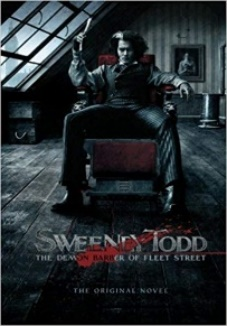 SWEENEY TODD
THE DEMON BARBER OF FLEET STREET
THE ORIGINAL NOVEL